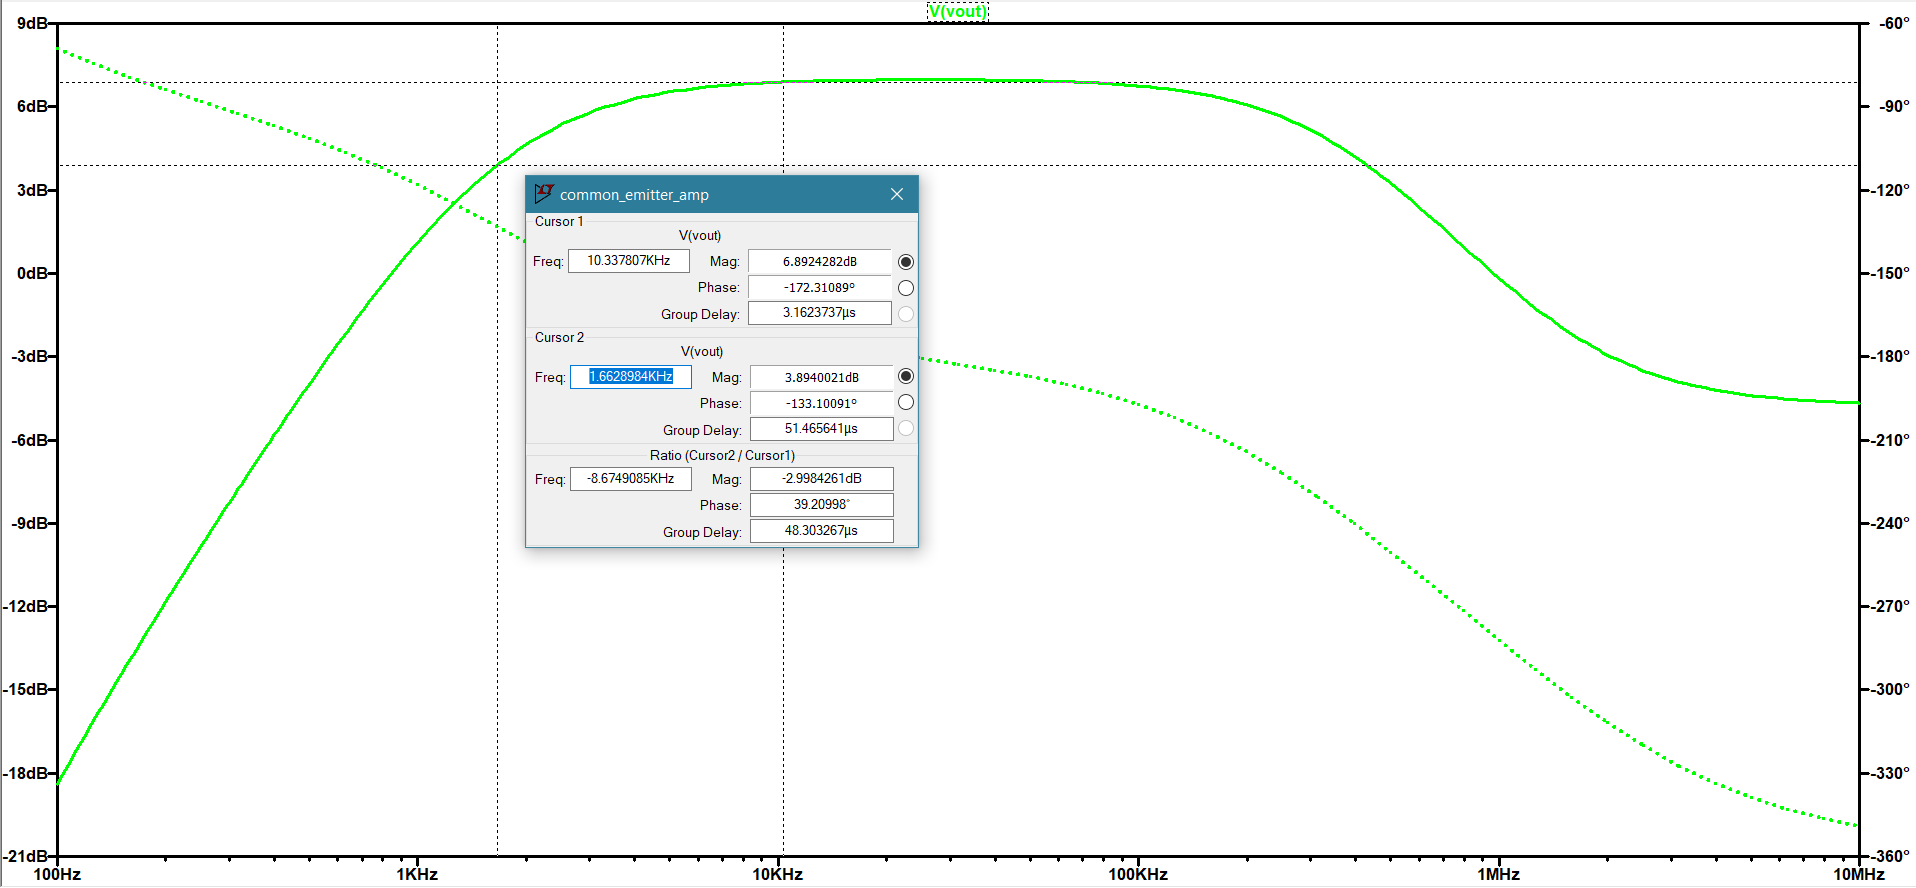 V(vout)
9dB
6dB
3dB
0dB
-3dB
-6dB
-9dB
-12dB
-15dB
-18dB
-21dB
-60°
-90°
-120°
-150°
-180°
-210°
-240°
-270°
-300°
-330°
-360°
common_emitter_amp
Cursor 1
V(vout)
Freq: 10.337807KHz Mag: 6.8924282dB
Phase: -172.31089°
Group Delay: 3.1623737µs
Cursor 2
V(vout)
Freq: 1.6628984KHz Mag: 3.8940021dB
Phase: -133.10091°
Group Delay: 51.465641µs
Ratio (Cursor2 / Cursor1)
Freq: -8.6749085KHz Mag: -2.9984261dB
Phase: 39.20998°
Group Delay: 48.303267µs
100Hz 1KHz 10KHz 100KHz 1MHz 10MHz